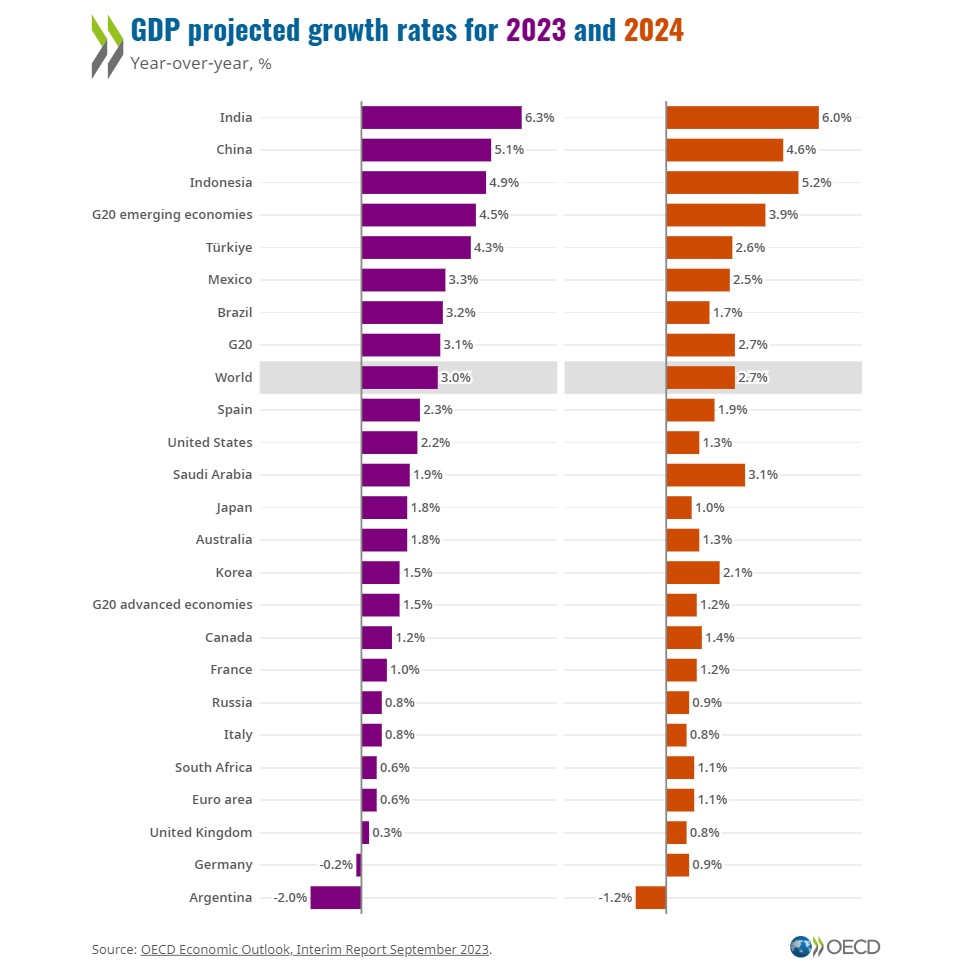 GDP projected growth rates for 2023 and 2024
Year-over-year, %
India 6.3% 6.0%
China 5.1% 4.6%
Indonesia 4.9% 5.2%
G20 emerging economies 4.5% 3.9%
Türkiye 4.3% 2.6%
Mexico 3.3% 2.5%
Brazil 3.2% 1.7%
G20 3.1% 2.7%
World 3.0% 2.7%
Spain 2.3% 1.9%
United States 2.2% 1.3%
Saudi Arabia 1.9% 3.1%
Japan 1.8% 1.0%
Australia 1.8% 1.3%
Korea 1.5% 2.1%
G20 advanced economies 1.5% 1.2%
Canada 1.2% 1.4%
France 1.0% 1.2%
Russia 0.8% 0.9%
Italy 0.8% 0.8%
South Africa 0.6% 1.1%
Euro area 0.6% 1.1%
United Kingdom 0.3% 0.8%
Germany -0.2% 0.9%
Argentina -2.0% -1.2%
Source: OECD Economic Outlook, Interim Report September 2023.
OECD